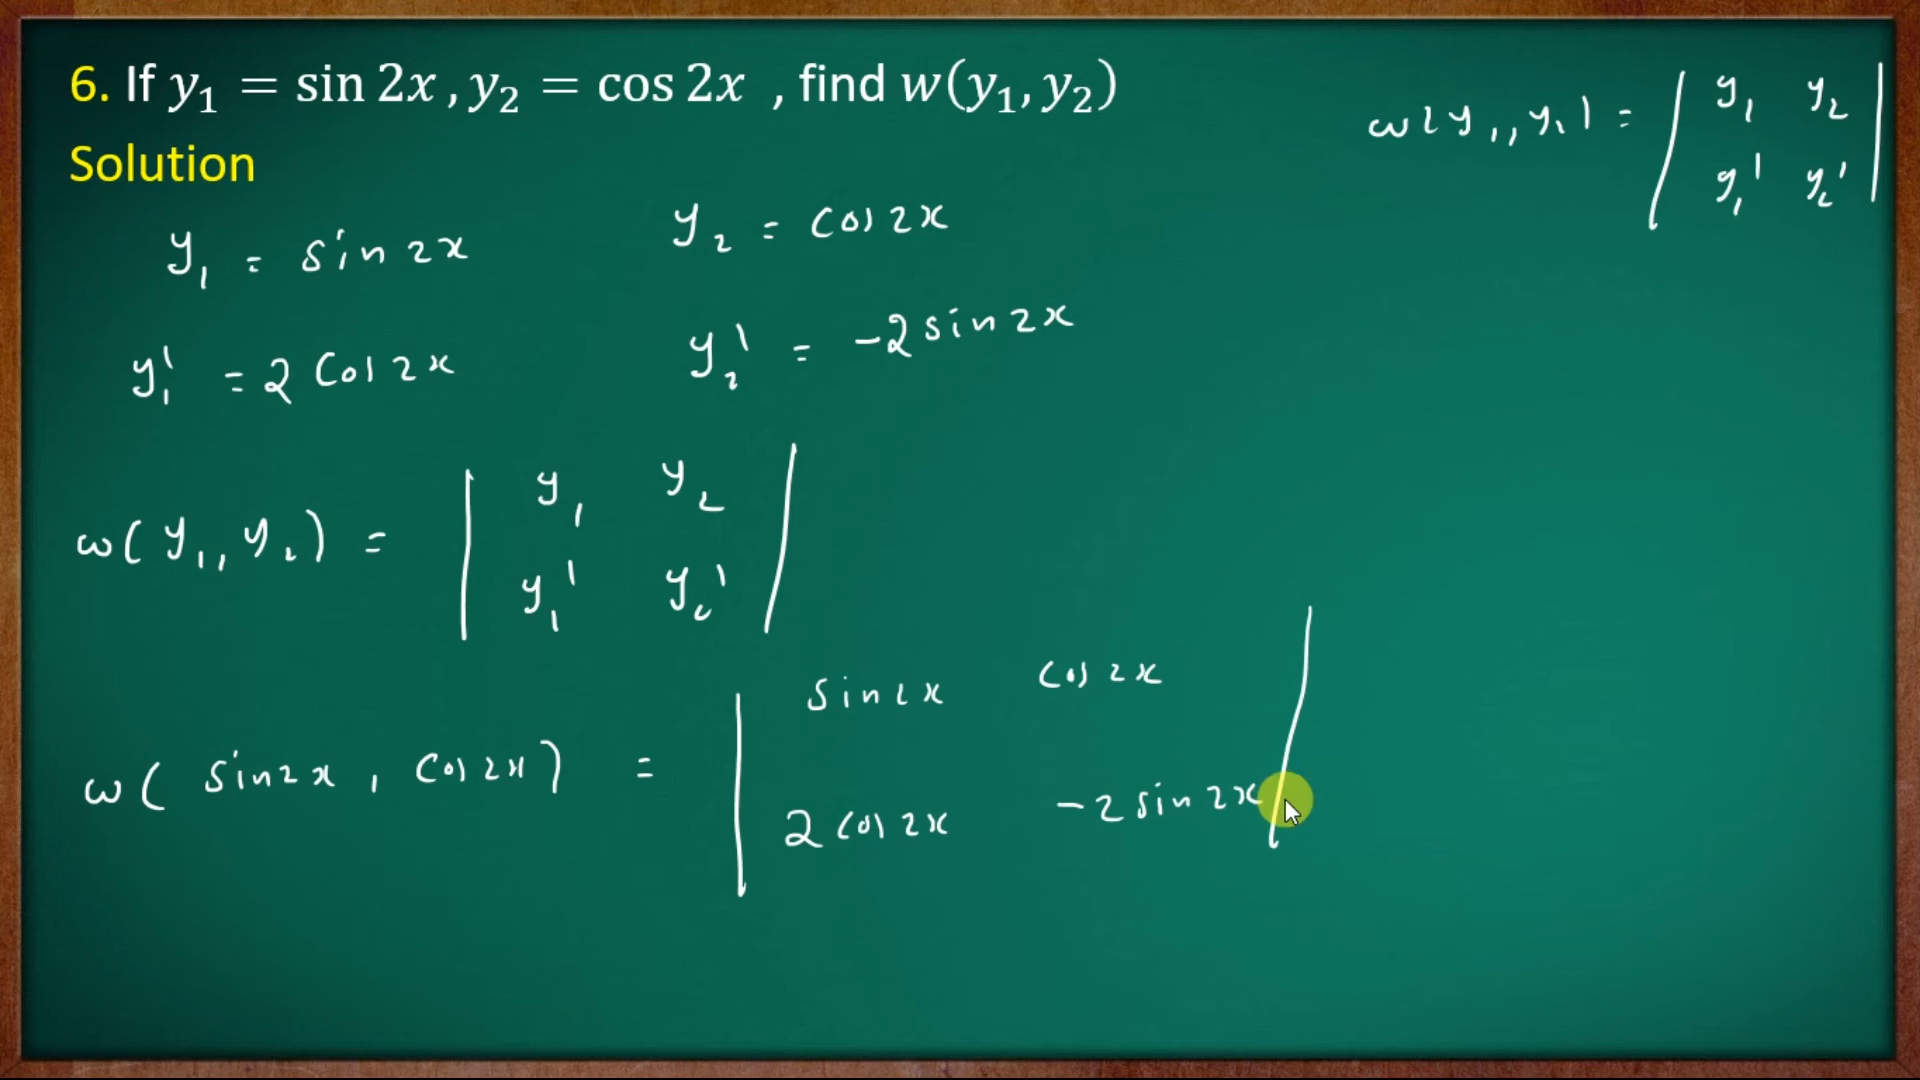 6. If y₁ = sin 2x , y₂ = cos 2x , find w(y₁, y₂)
Solution
w(y₁, y₂) = | y₁ y₂ |
| y₁' y₂' |
y₁ = sin 2x
y₂ = cos 2x
y₁' = 2 cos 2x
y₂' = -2 sin 2x
w( y₁, y₂ ) = | y₁ y₂ |
| y₁' y₂' |
w( sin 2x , cos 2x ) = | sin 2x cos 2x |
| 2 cos 2x -2 sin 2x |